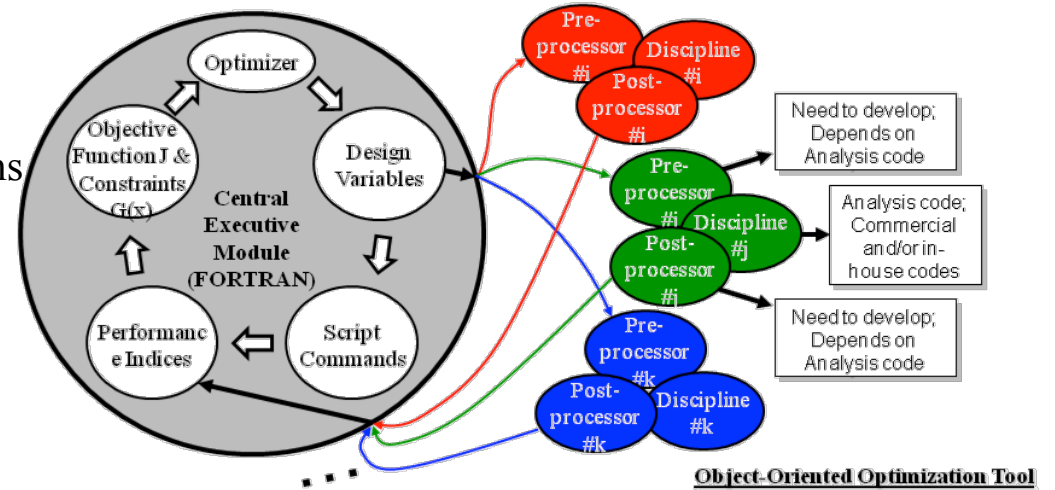 ns
Optimizer
Design
Variables
Script
Commands
Performanc
e Indices
Objective
Function J &
Constraints
G(x)
Central
Executive
Module
(FORTRAN)
Pre-
processor
#i
Discipline
#i
Post-
processor
#i
Pre-
processor
#j
Discipline
#j
Post-
processor
#j
Pre-
processor
#k
Post-
processor
#k
Discipline
#k
Need to develop;
Depends on
Analysis code
Analysis code;
Commercial
and/or in-
house codes
Need to develop;
Depends on
Analysis code
Object-Oriented Optimization Tool